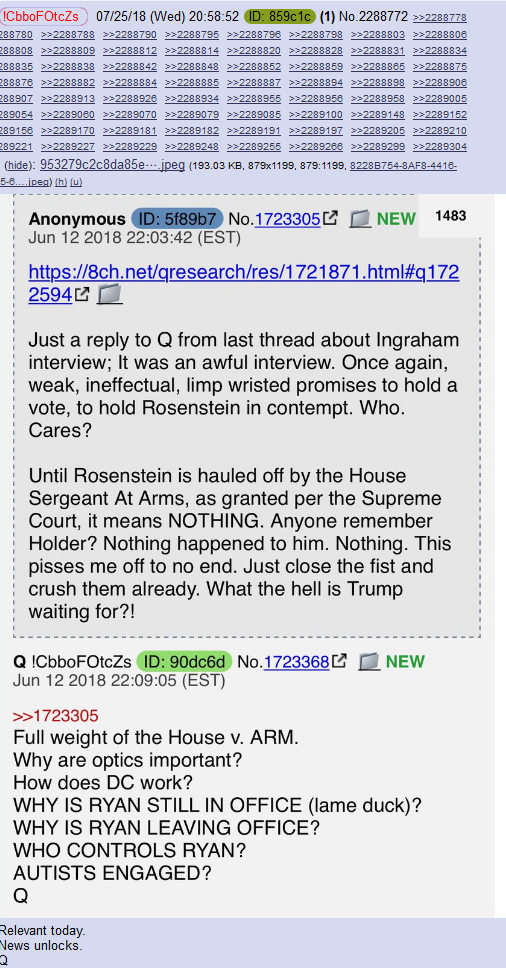 !CbboFOtcZs 07/25/18 (Wed) 20:58:52 ID: 859c1c (1) No.2288772 >>2288778
288780 >>2288788 >>2288790 >>2288795 >>2288796 >>2288798 >>2288803 >>2288806
288808 >>2288809 >>2288812 >>2288814 >>2288820 >>2288828 >>2288831 >>2288834
288835 >>2288838 >>2288842 >>2288848 >>2288852 >>2288859 >>2288865 >>2288875
288876 >>2288882 >>2288884 >>2288885 >>2288887 >>2288894 >>2288898 >>2288906
288907 >>2288913 >>2288926 >>2288934 >>2288955 >>2288956 >>2288958 >>2289005
289054 >>2289060 >>2289070 >>2289079 >>2289085 >>2289100 >>2289148 >>2289152
289156 >>2289170 >>2289181 >>2289182 >>2289191 >>2289197 >>2289205 >>2289210
289221 >>2289227 >>2289229 >>2289248 >>2289255 >>2289266 >>2289299 >>2289304
(hide): 953279c2c8da85e⋯.jpeg (193.03 KB, 879x1199, 879:1199, 8228B754-8AF8-4416-
5-6….jpeg) (h) (u)
Anonymous ID: 5f89b7 No.1723305 NEW 1483
Jun 12 2018 22:03:42 (EST)
https://8ch.net/qresearch/res/1721871.html#q172
2594
Just a reply to Q from last thread about Ingraham
interview; It was an awful interview. Once again,
weak, ineffectual, limp wristed promises to hold a
vote, to hold Rosenstein in contempt. Who.
Cares?
Until Rosenstein is hauled off by the House
Sergeant At Arms, as granted per the Supreme
Court, it means NOTHING. Anyone remember
Holder? Nothing happened to him. Nothing. This
pisses me off to no end. Just close the fist and
crush them already. What the hell is Trump
waiting for?!
Q !CbboFOtcZs ID: 90dc6d No.1723368 NEW
Jun 12 2018 22:09:05 (EST)
>>1723305
Full weight of the House v. ARM.
Why are optics important?
How does DC work?
WHY IS RYAN STILL IN OFFICE (lame duck)?
WHY IS RYAN LEAVING OFFICE?
WHO CONTROLS RYAN?
AUTISTS ENGAGED?
Q
Relevant today.
News unlocks.
Q